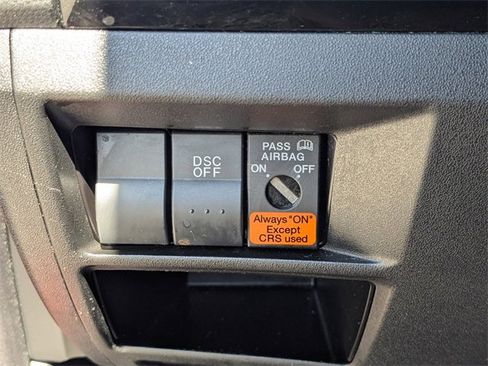 DSC
OFF
PASS
AIRBAG
ON OFF
Always "ON"
Except
CRS used